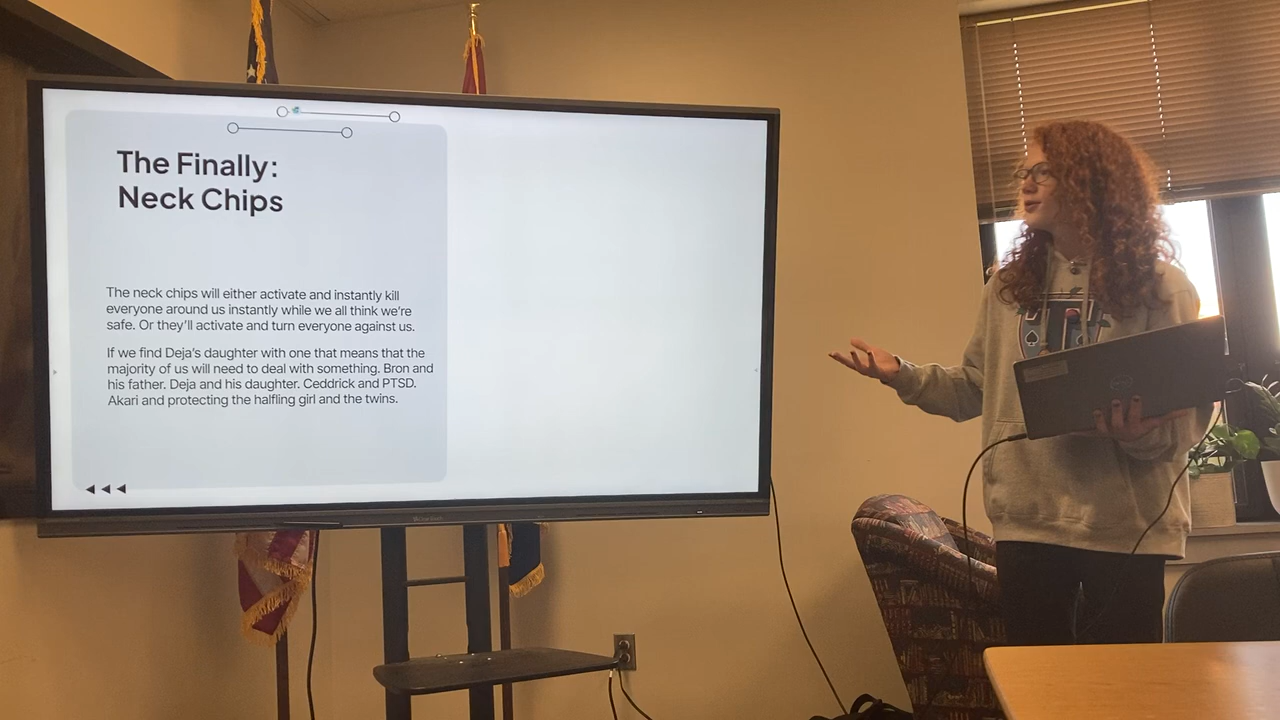 The Finally:
Neck Chips
The neck chips will either activate and instantly kill
everyone around us instantly while we all think we're
safe. Or they'll activate and turn everyone against us.
If we find Deja's daughter with one that means that the
majority of us will need to deal with something. Bron and
his father. Deja and his daughter. Ceddrick and PTSD.
Akari and protecting the halfling girl and the twins.